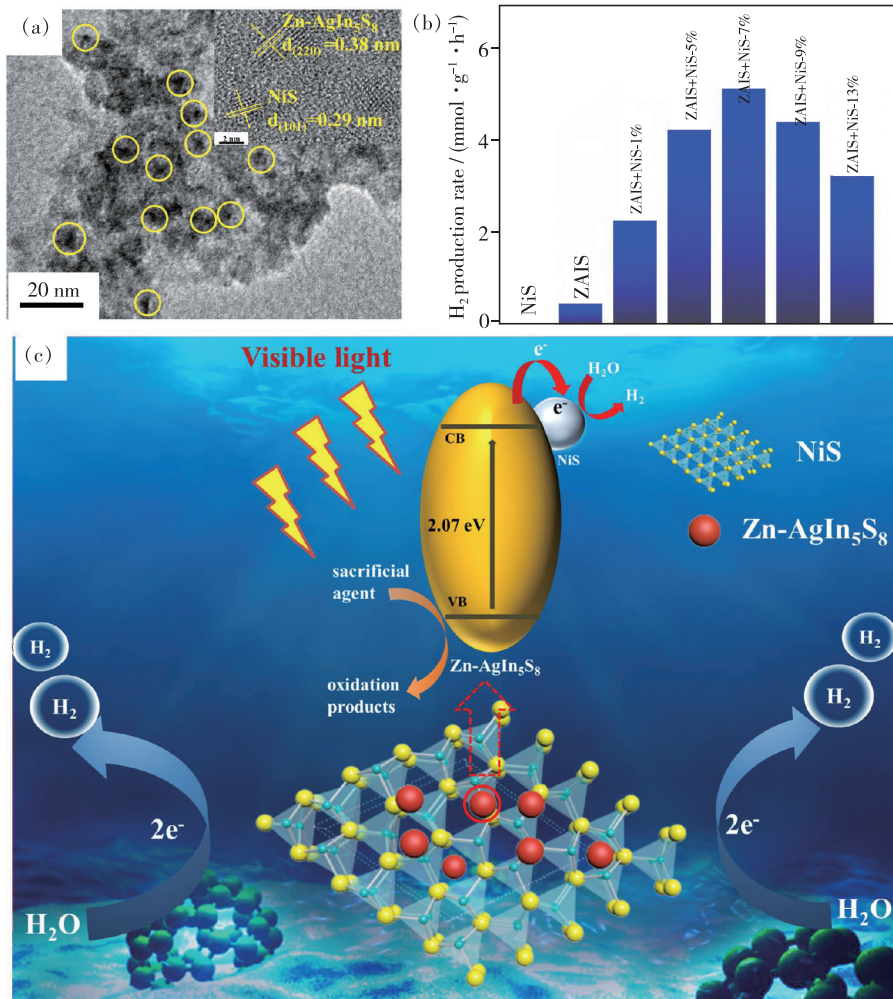 (a)
Zn-AgIn₅S₈
d₍₂₂₀₎=0.38 nm
NiS
d₍₁₀₁₎=0.29 nm
2 nm
20 nm
(b)
H₂ production rate / (mmol·g⁻¹·h⁻¹)
6
4
2
0
NiS
ZAIS
ZAIS+NiS-1%
ZAIS+NiS-5%
ZAIS+NiS-7%
ZAIS+NiS-9%
ZAIS+NiS-13%
(c)
Visible light
e⁻
H₂O
H₂
e⁻
NiS
CB
2.07 eV
VB
Zn-AgIn₅S₈
sacrificial
agent
oxidation
products
NiS
Zn-AgIn₅S₈
H₂
H₂
2e⁻
H₂O
H₂
H₂
2e⁻
H₂O